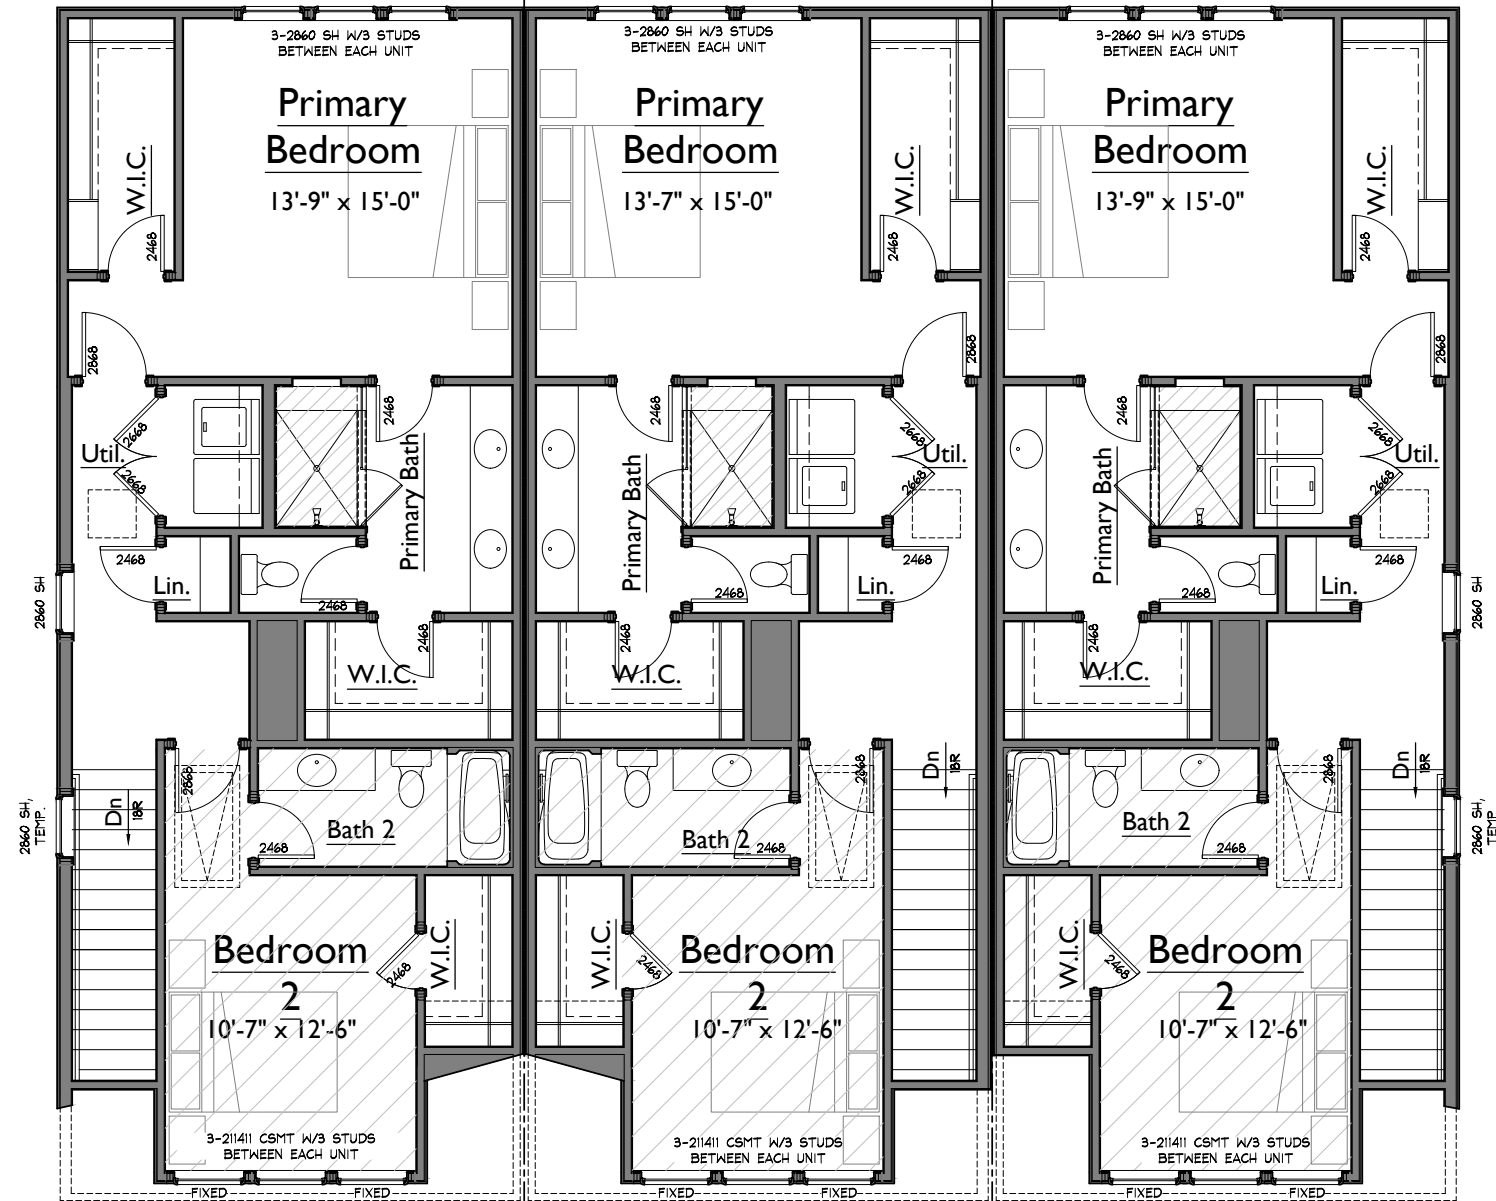 3-2860 SH W/3 STUDS
BETWEEN EACH UNIT
3-2860 SH W/3 STUDS
BETWEEN EACH UNIT
3-2860 SH W/3 STUDS
BETWEEN EACH UNIT
Primary
Bedroom
13'-9" x 15'-0"
Primary
Bedroom
13'-7" x 15'-0"
Primary
Bedroom
13'-9" x 15'-0"
W.I.C.
W.I.C.
W.I.C.
2468
2468
2468
2868
2868
2868
2468
2468
2468
2668
Util.
2668
Primary Bath
Primary Bath
2668
Util.
2668
Primary Bath
2668
Util.
2668
2468
Lin.
2468
2468
2468
Lin.
2468
2468
Lin.
2860 SH
2860 SH
2468
W.I.C.
2468
W.I.C.
2468
W.I.C.
2868
2868
2868
Dn
18R
Dn
18R
Dn
18R
2860 SH,
TEMP.
2860 SH,
TEMP.
Bath 2
2468
Bath 2
2468
Bath 2
2468
Bedroom
2
10'-7" x 12'-6"
Bedroom
2
10'-7" x 12'-6"
Bedroom
2
10'-7" x 12'-6"
W.I.C.
W.I.C.
W.I.C.
2468
2468
2468
3-211411 CSMT W/3 STUDS
BETWEEN EACH UNIT
3-211411 CSMT W/3 STUDS
BETWEEN EACH UNIT
3-211411 CSMT W/3 STUDS
BETWEEN EACH UNIT
FIXED
FIXED
FIXED
FIXED
FIXED
FIXED